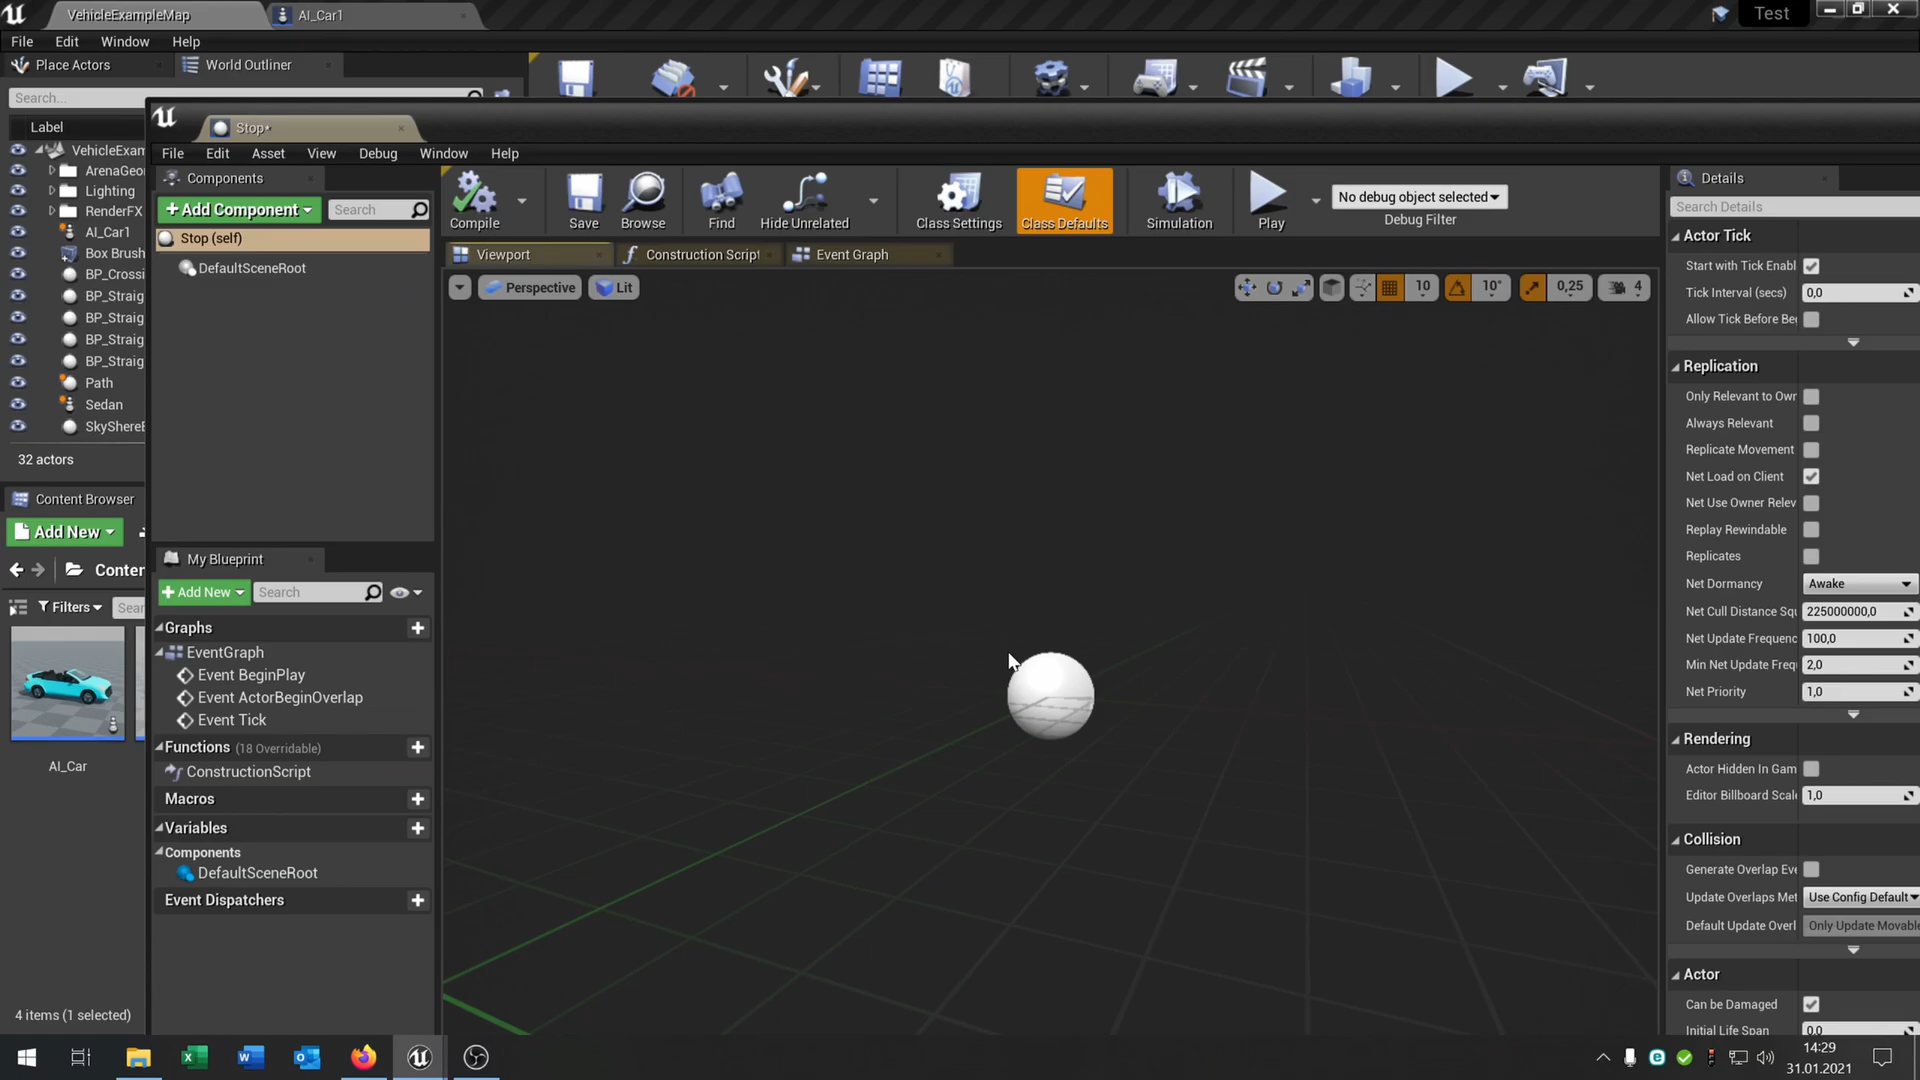 VehicleExampleMap
AI_Car1
Test
File Edit Window Help
Place Actors
World Outliner
Search...
Label
VehicleExam
ArenaGeo
Lighting
RenderFX
AI_Car1
Box Brush
BP_Crossi
BP_Straig
BP_Straig
BP_Straig
BP_Straig
Path
Sedan
SkyShereB
32 actors
Content Browser
Add New
Conten
Filters
Sear
AI_Car
4 items (1 selected)
Stop•
File Edit Asset View Debug Window Help
Components
+Add Component
Search
Stop (self)
DefaultSceneRoot
My Blueprint
+Add New
Search
Graphs
EventGraph
Event BeginPlay
Event ActorBeginOverlap
Event Tick
Functions (18 Overridable)
ConstructionScript
Macros
Variables
Components
DefaultSceneRoot
Event Dispatchers
Compile
Save
Browse
Find
Hide Unrelated
Class Settings
Class Defaults
Simulation
Play
No debug object selected
Debug Filter
Viewport
Construction Script
Event Graph
Perspective
Lit
10
10°
0,25
4
Details
Search Details
Actor Tick
Start with Tick Enabl
Tick Interval (secs) 0,0
Allow Tick Before Beg
Replication
Only Relevant to Own
Always Relevant
Replicate Movement
Net Load on Client
Net Use Owner Relev
Replay Rewindable
Replicates
Net Dormancy Awake
Net Cull Distance Squ 225000000,0
Net Update Frequenc 100,0
Min Net Update Freq 2,0
Net Priority 1,0
Rendering
Actor Hidden In Gam
Editor Billboard Scale 1,0
Collision
Generate Overlap Eve
Update Overlaps Met Use Config Default
Default Update Overl Only Update Movable
Actor
Can be Damaged
Initial Life Span 0,0
14:29
31.01.2021